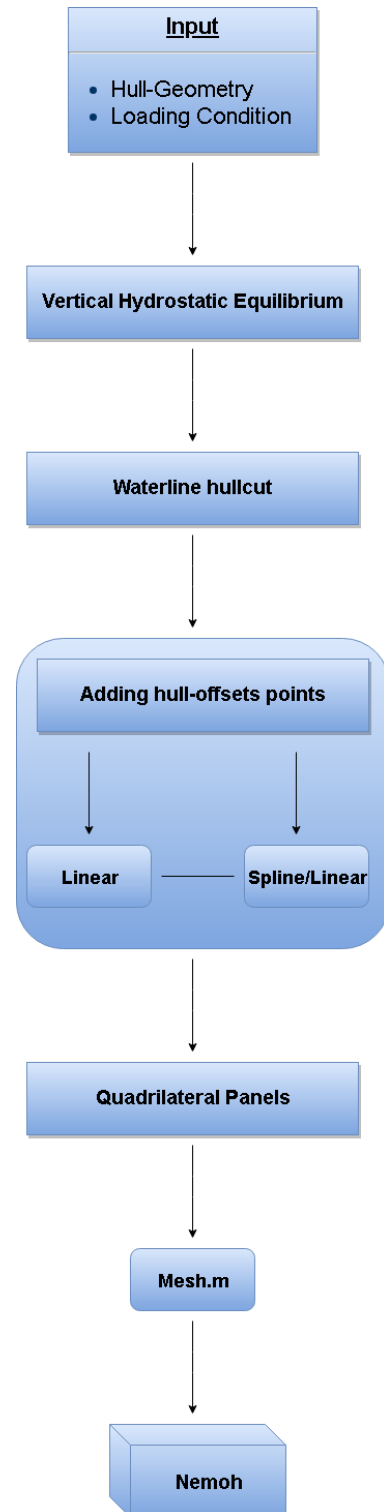 Input
• Hull-Geometry
• Loading Condition
Vertical Hydrostatic Equilibrium
Waterline hullcut
Adding hull-offsets points
Linear
Spline/Linear
Quadrilateral Panels
Mesh.m
Nemoh